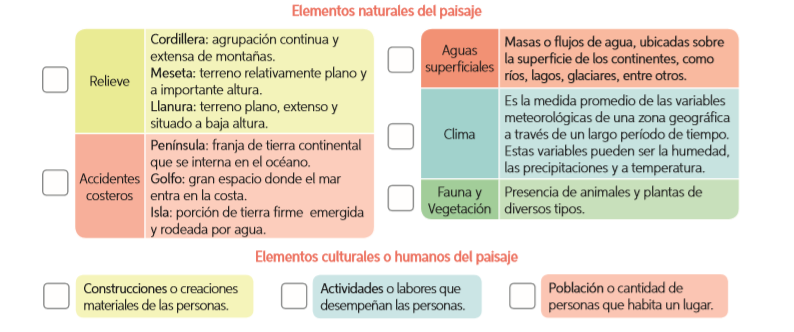 Elementos naturales del paisaje
Relieve
Cordillera: agrupación continua y
extensa de montañas.
Meseta: terreno relativamente plano y
a importante altura.
Llanura: terreno plano, extenso y
situado a baja altura.
Accidentes
costeros
Península: franja de tierra continental
que se interna en el océano.
Golfo: gran espacio donde el mar
entra en la costa.
Isla: porción de tierra firme emergida
y rodeada por agua.
Aguas
superficiales
Masas o flujos de agua, ubicadas sobre
la superficie de los continentes, como
ríos, lagos, glaciares, entre otros.
Clima
Es la medida promedio de las variables
meteorológicas de una zona geográfica
a través de un largo período de tiempo.
Estas variables pueden ser la humedad,
las precipitaciones y a temperatura.
Fauna y
Vegetación
Presencia de animales y plantas de
diversos tipos.
Elementos culturales o humanos del paisaje
Construcciones o creaciones
materiales de las personas.
Actividades o labores que
desempeñan las personas.
Población o cantidad de
personas que habita un lugar.